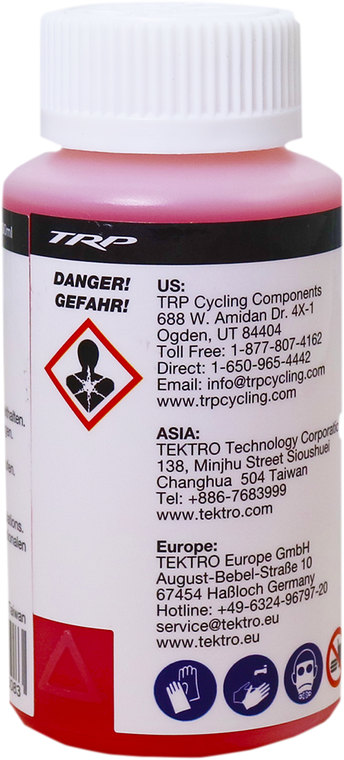 0ml
TRP
DANGER!
GEFAHR!
US:
TRP Cycling Components
688 W. Amidan Dr. 4X-1
Ogden, UT 84404
Toll Free: 1-877-807-4162
Direct: 1-650-965-4442
Email: info@trpcycling.com
www.trpcycling.com
ASIA:
TEKTRO Technology Corporatio
138, Minjhu Street Sioushuei
Changhua 504 Taiwan
Tel: +886-7683999
www.tektro.com
Europe:
TEKTRO Europe GmbH
August-Bebel-Straße 10
67454 Haßloch Germany
Hotline: +49-6324-96797-20
service@tektro.eu
www.tektro.eu